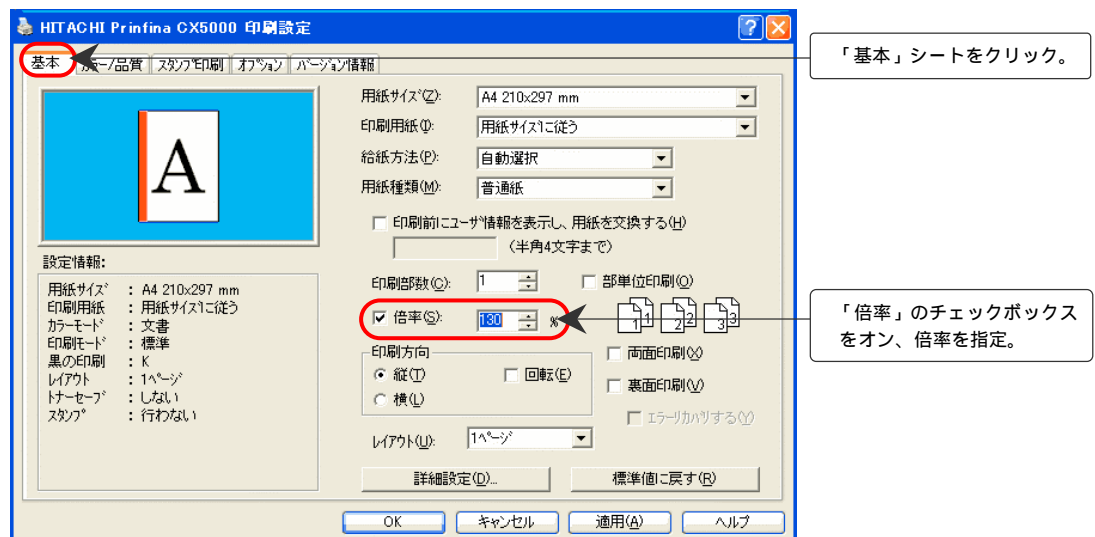 HITACHI Prinfina CX5000 印刷設定
基本 カラー/品質 スタンプ印刷 オプション バージョン情報
「基本」シートをクリック。
用紙サイズ(Z): A4 210x297 mm
印刷用紙(I): 用紙サイズに従う
給紙方法(P): 自動選択
用紙種類(M): 普通紙
印刷前にユーザ情報を表示し、用紙を交換する(H)
(半角4文字まで)
A
設定情報:
用紙サイズ : A4 210x297 mm
印刷用紙 : 用紙サイズに従う
カラーモード : 文書
印刷モード : 標準
黒の印刷 : K
レイアウト : 1ページ
トナーセーブ : しない
スタンプ : 行わない
印刷部数(C): 1 部単位印刷(O)
倍率(S): 130 %
1 1 2 2 3 3
「倍率」のチェックボックス
をオン、倍率を指定。
印刷方向
縦(T) 回転(E)
横(L)
両面印刷(X)
裏面印刷(V)
エラーリカバリする(Y)
レイアウト(U): 1ページ
詳細設定(D)... 標準値に戻す(R)
OK キャンセル 適用(A) ヘルプ